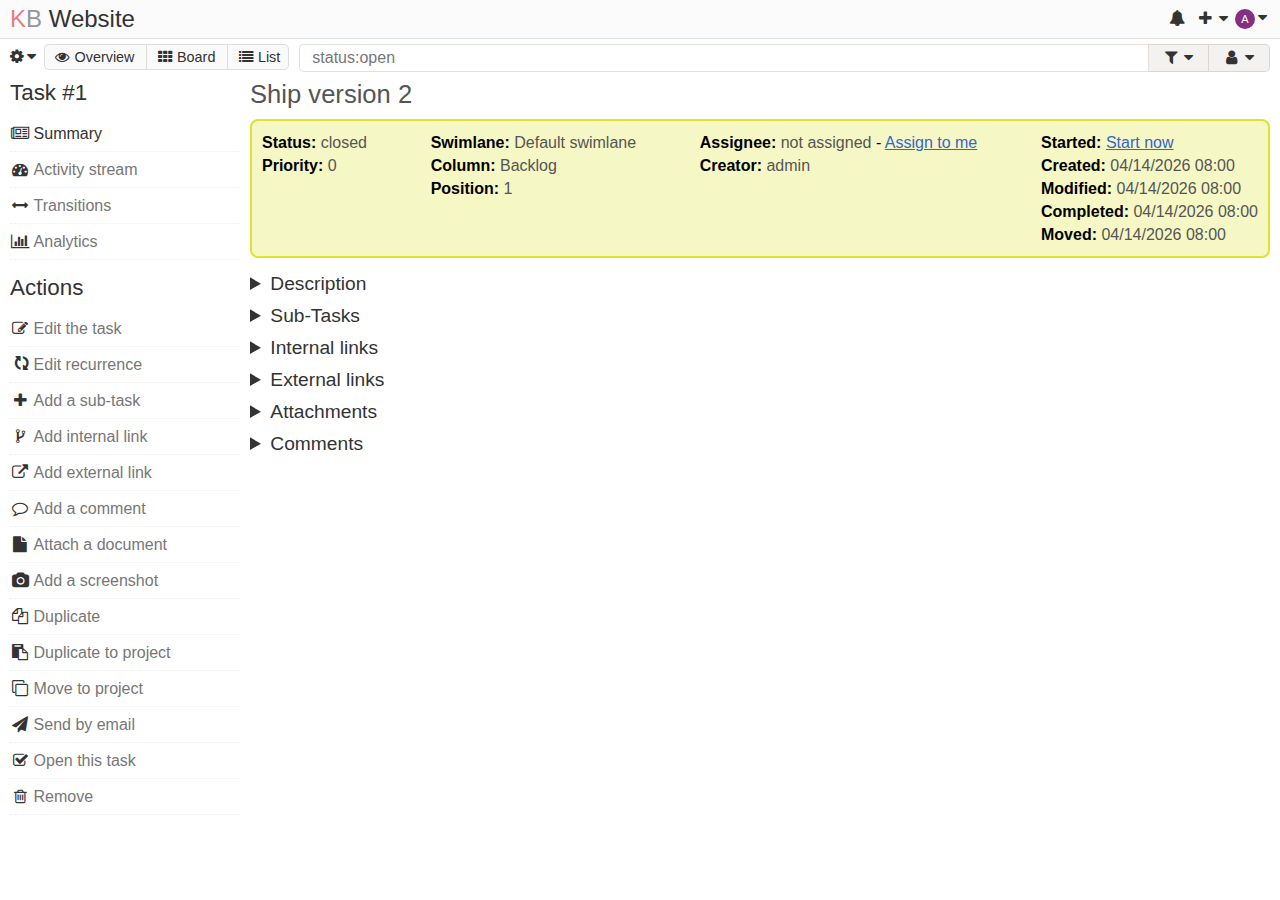 KB Website
A
Overview Board List status:open
Task #1
Summary
Activity stream
Transitions
Analytics
Actions
Edit the task
Edit recurrence
Add a sub-task
Add internal link
Add external link
Add a comment
Attach a document
Add a screenshot
Duplicate
Duplicate to project
Move to project
Send by email
Open this task
Remove
Ship version 2
Status: closed
Priority: 0
Swimlane: Default swimlane
Column: Backlog
Position: 1
Assignee: not assigned - Assign to me
Creator: admin
Started: Start now
Created: 04/14/2026 08:00
Modified: 04/14/2026 08:00
Completed: 04/14/2026 08:00
Moved: 04/14/2026 08:00
Description
Sub-Tasks
Internal links
External links
Attachments
Comments